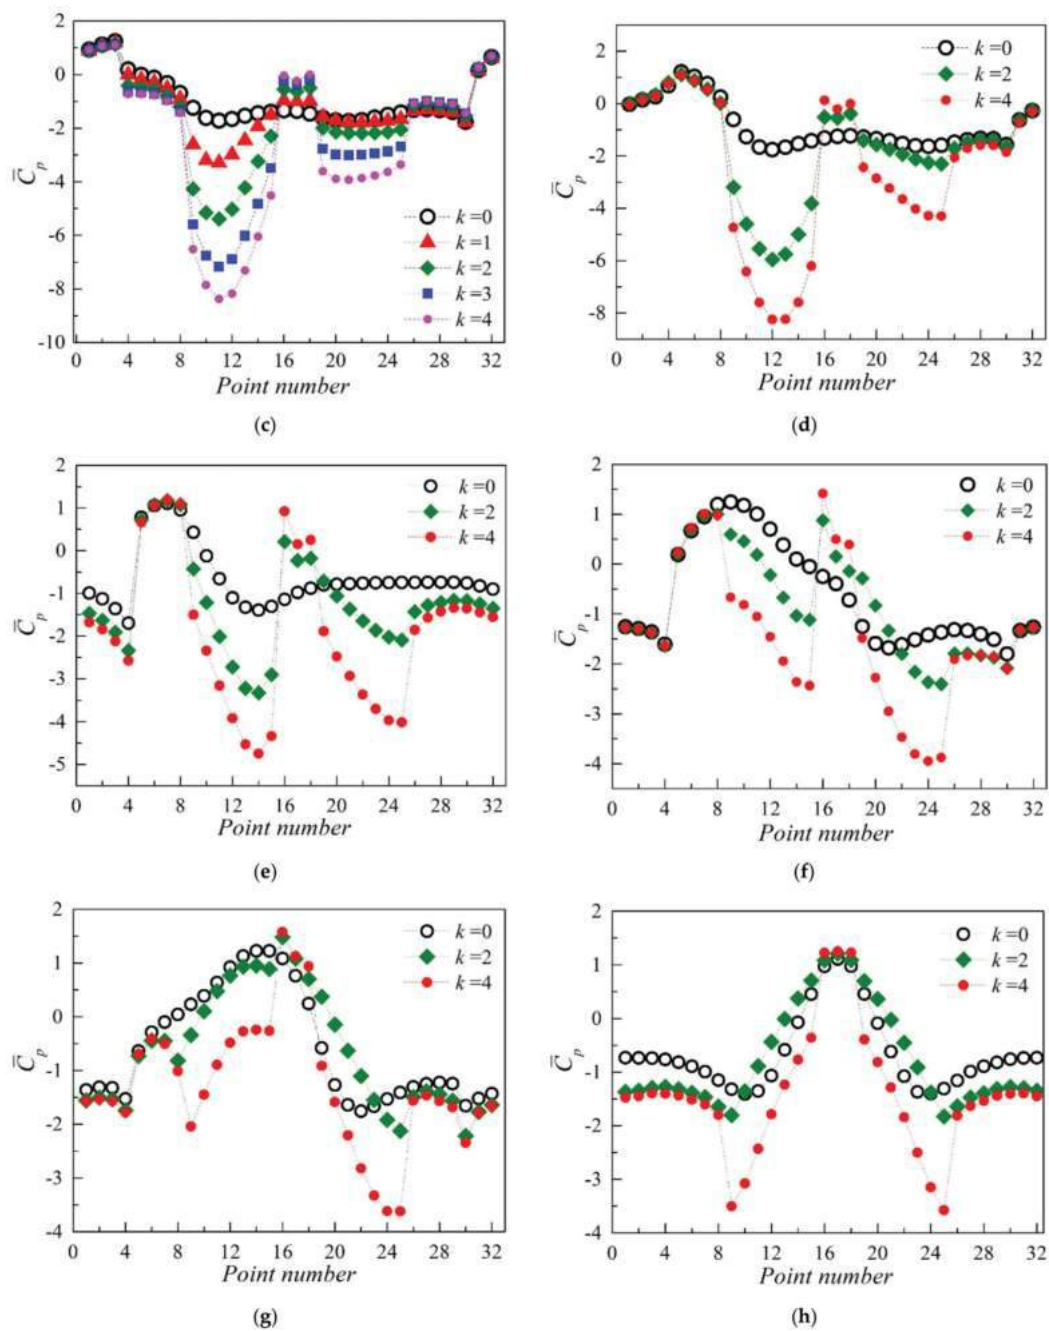 2
0
-2
-4
-6
-8
-10
C̅p
k =0
k =1
k =2
k =3
k =4
0 4 8 12 16 20 24 28 32
Point number
(c)
2
0
-2
-4
-6
-8
C̅p
k =0
k =2
k =4
0 4 8 12 16 20 24 28 32
Point number
(d)
2
1
0
-1
-2
-3
-4
-5
C̅p
k =0
k =2
k =4
0 4 8 12 16 20 24 28 32
Point number
(e)
2
1
0
-1
-2
-3
-4
C̅p
k =0
k =2
k =4
0 4 8 12 16 20 24 28 32
Point number
(f)
2
1
0
-1
-2
-3
-4
C̅p
k =0
k =2
k =4
0 4 8 12 16 20 24 28 32
Point number
(g)
2
1
0
-1
-2
-3
-4
C̅p
k =0
k =2
k =4
0 4 8 12 16 20 24 28 32
Point number
(h)